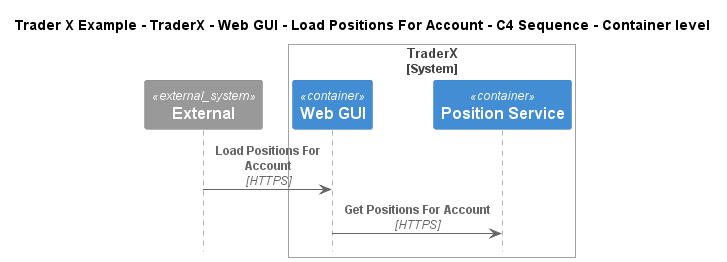 Trader X Example - TraderX - Web GUI - Load Positions For Account - C4 Sequence - Container level
TraderX
[System]
«external_system»
External
«container»
Web GUI
«container»
Position Service
Load Positions For
Account
[HTTPS]
Get Positions For Account
[HTTPS]